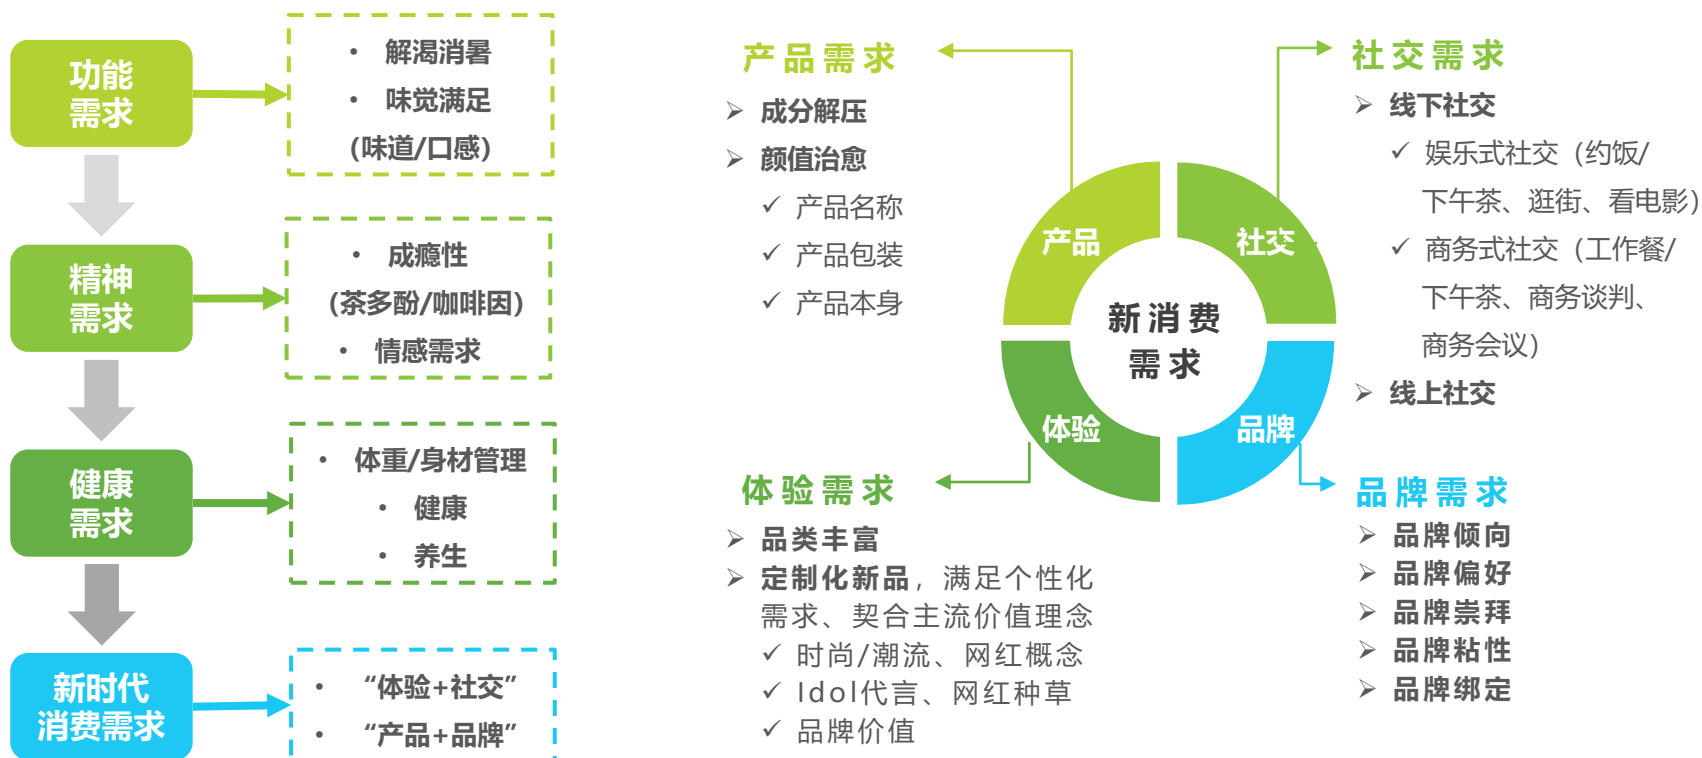 功能
需求
• 解渴消暑
• 味觉满足
(味道/口感)
精神
需求
• 成瘾性
(茶多酚/咖啡因)
• 情感需求
健康
需求
• 体重/身材管理
• 健康
• 养生
新时代
消费需求
• “体验+社交”
• “产品+品牌”
产品需求
➢ 成分解压
➢ 颜值治愈
✓ 产品名称
✓ 产品包装
✓ 产品本身
社交需求
➢ 线下社交
✓ 娱乐式社交（约饭/
下午茶、逛街、看电影）
✓ 商务式社交（工作餐/
下午茶、商务谈判、
商务会议）
➢ 线上社交
产品
社交
新消费
需求
体验
品牌
体验需求
➢ 品类丰富
➢ 定制化新品，满足个性化
需求、契合主流价值理念
✓ 时尚/潮流、网红概念
✓ Idol代言、网红种草
✓ 品牌价值
品牌需求
➢ 品牌倾向
➢ 品牌偏好
➢ 品牌崇拜
➢ 品牌粘性
➢ 品牌绑定